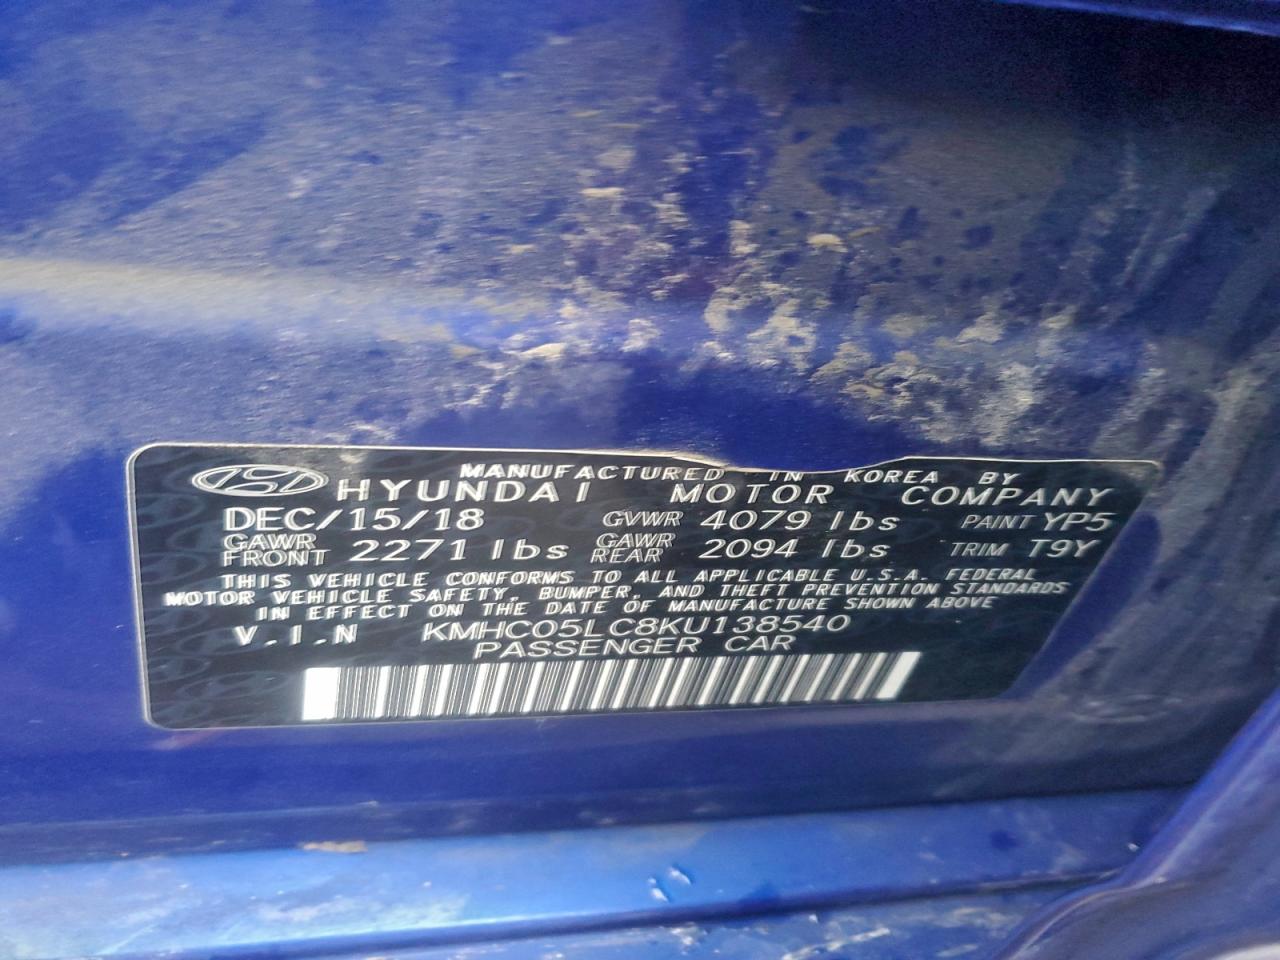 MANUFACTURED IN KOREA BY
HYUNDAI MOTOR COMPANY
DEC/15/18 GVWR 4079 lbs PAINT YP5
GAWR FRONT 2271 lbs GAWR REAR 2094 lbs TRIM T9Y
THIS VEHICLE CONFORMS TO ALL APPLICABLE U.S.A. FEDERAL
MOTOR VEHICLE SAFETY, BUMPER, AND THEFT PREVENTION STANDARDS
IN EFFECT ON THE DATE OF MANUFACTURE SHOWN ABOVE
V.I.N KMHC05LC8KU138540
PASSENGER CAR